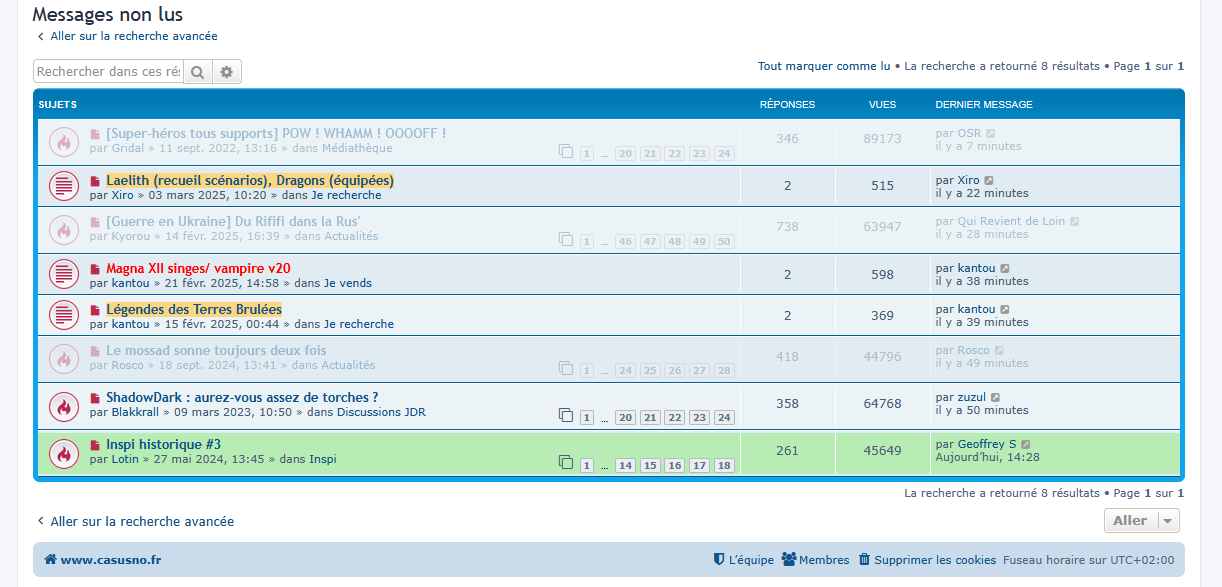 Messages non lus
Aller sur la recherche avancée
Rechercher dans ces rés
Tout marquer comme lu • La recherche a retourné 8 résultats • Page 1 sur 1
SUJETS RÉPONSES VUES DERNIER MESSAGE
[Super-héros tous supports] POW ! WHAMM ! OOOOFF ! 346 89173 par OSR
par Gridal » 11 sept. 2022, 13:16 » dans Médiathèque 1 … 20 21 22 23 24 il y a 7 minutes
Laelith (recueil scénarios), Dragons (équipées) 2 515 par Xiro
par Xiro » 03 mars 2025, 10:20 » dans Je recherche il y a 22 minutes
[Guerre en Ukraine] Du Rififi dans la Rus' 738 63947 par Qui Revient de Loin
par Kyorou » 14 févr. 2025, 16:39 » dans Actualités 1 … 46 47 48 49 50 il y a 28 minutes
Magna XII singes/ vampire v20 2 598 par kantou
par kantou » 21 févr. 2025, 14:58 » dans Je vends il y a 38 minutes
Légendes des Terres Brulées 2 369 par kantou
par kantou » 15 févr. 2025, 00:44 » dans Je recherche il y a 39 minutes
Le mossad sonne toujours deux fois 418 44796 par Rosco
par Rosco » 18 sept. 2024, 13:41 » dans Actualités 1 … 24 25 26 27 28 il y a 49 minutes
ShadowDark : aurez-vous assez de torches ? 358 64768 par zuzul
par Blakkrall » 09 mars 2023, 10:50 » dans Discussions JDR 1 … 20 21 22 23 24 il y a 50 minutes
Inspi historique #3 261 45649 par Geoffrey S
par Lotin » 27 mai 2024, 13:45 » dans Inspi 1 … 14 15 16 17 18 Aujourd’hui, 14:28
La recherche a retourné 8 résultats • Page 1 sur 1
Aller sur la recherche avancée Aller
www.casusno.fr L’équipe Membres Supprimer les cookies Fuseau horaire sur UTC+02:00